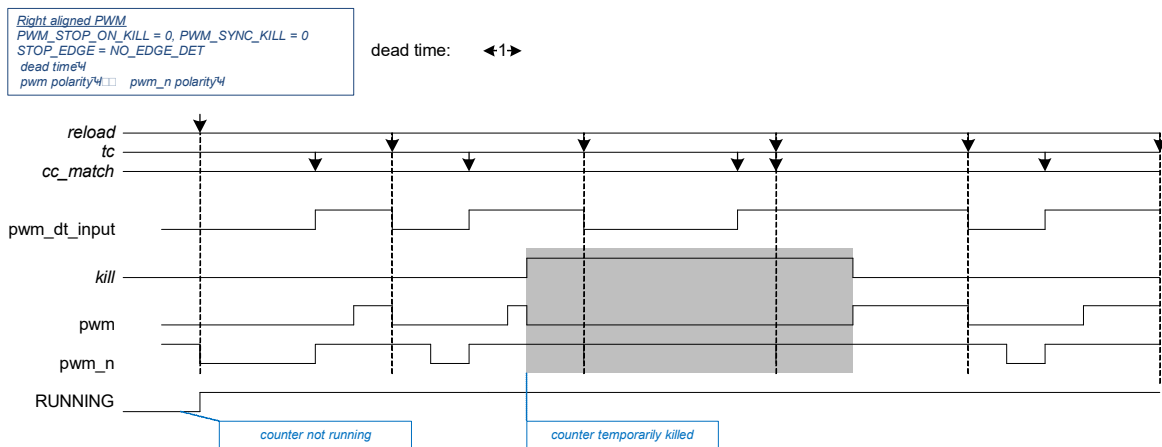 Right aligned PWM
PWM_STOP_ON_KILL = 0, PWM_SYNC_KILL = 0
STOP_EDGE = NO_EDGE_DET
dead time
pwm polarity pwm_n polarity
dead time: 1
reload
tc
cc_match
pwm_dt_input
kill
pwm
pwm_n
RUNNING
counter not running
counter temporarily killed